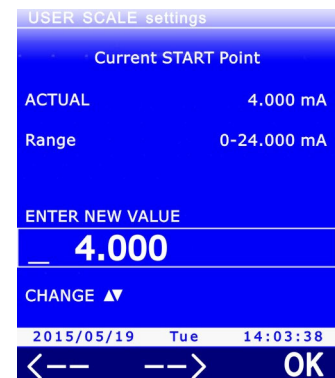 USER SCALE settings
Current START Point
ACTUAL 4.000 mA
Range 0-24.000 mA
ENTER NEW VALUE
_ 4.000
CHANGE ▲▼
2015/05/19 Tue 14:03:38
<-- --> OK